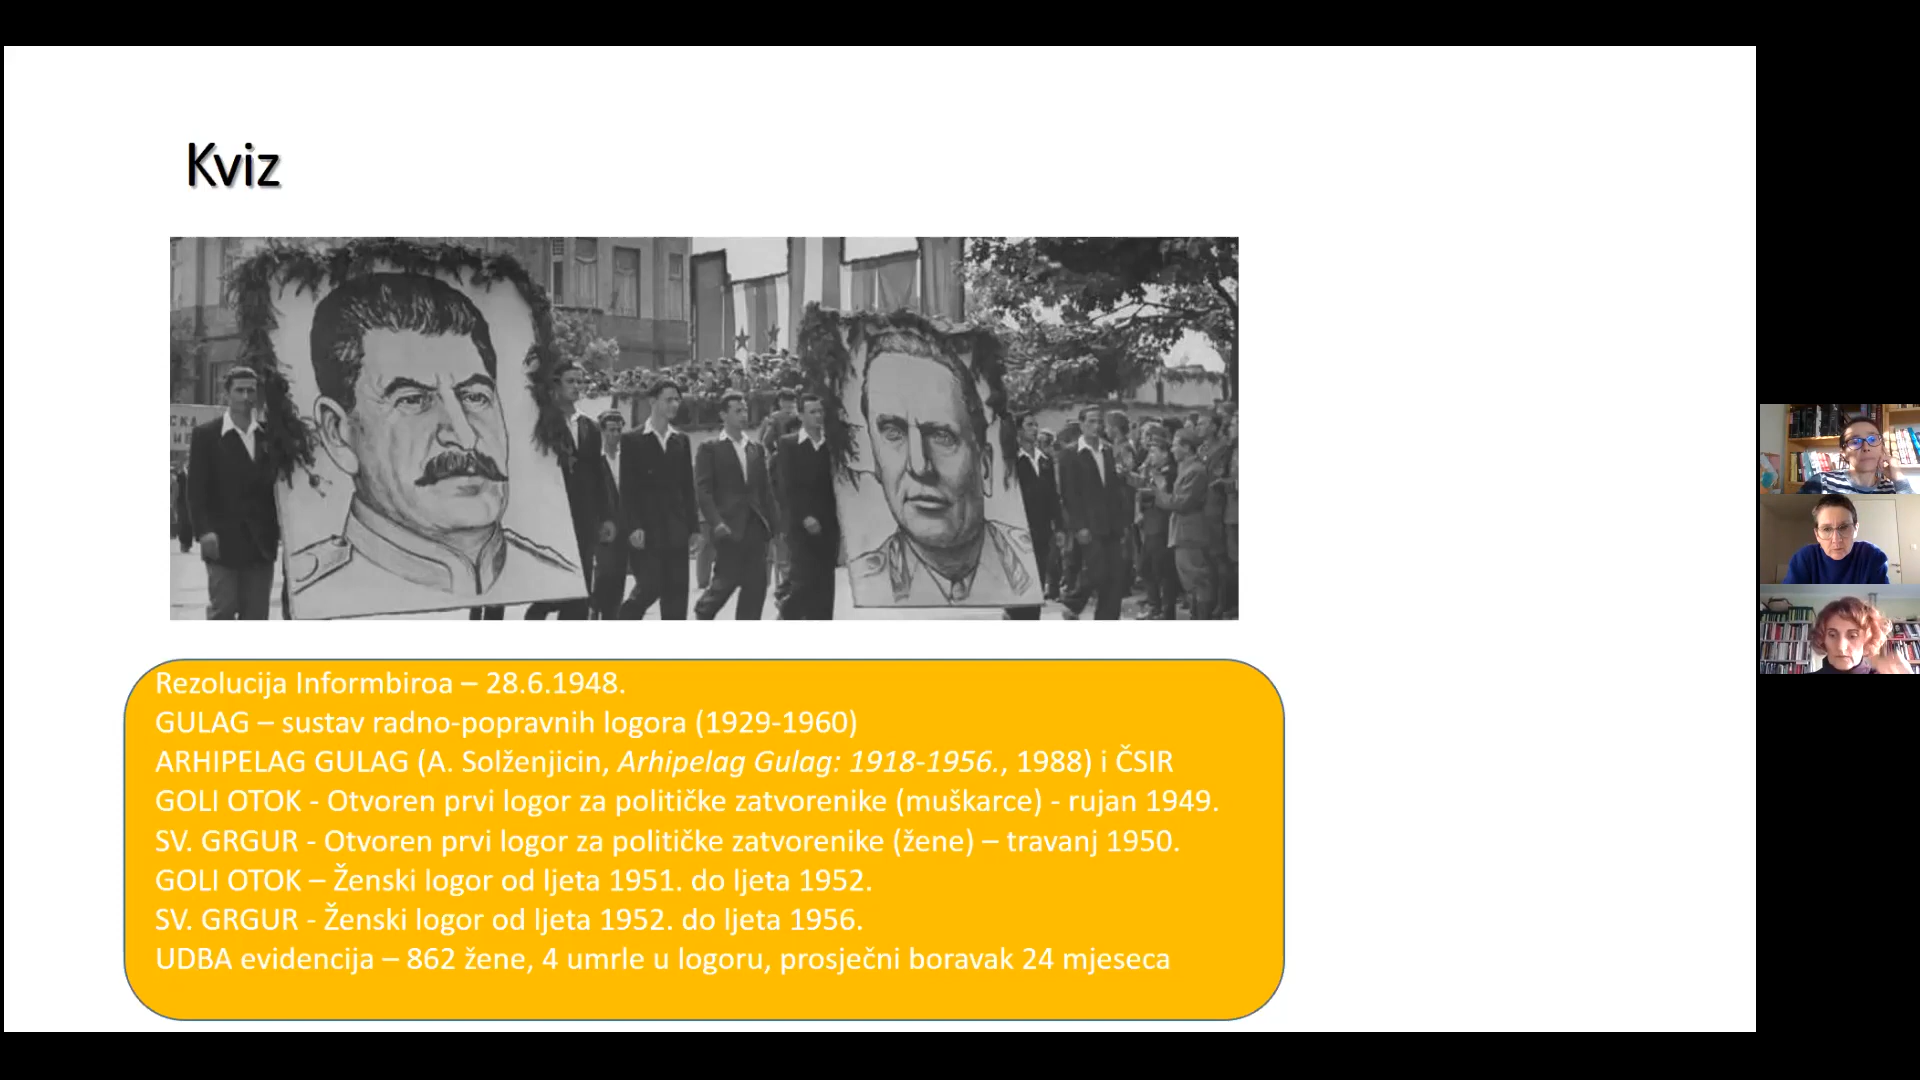 Kviz
Rezolucija Informbiroa – 28.6.1948.
GULAG – sustav radno-popravnih logora (1929-1960)
ARHIPELAG GULAG (A. Solženjicin, Arhipelag Gulag: 1918-1956., 1988) i ČSIR
GOLI OTOK - Otvoren prvi logor za političke zatvorenike (muškarce) - rujan 1949.
SV. GRGUR - Otvoren prvi logor za političke zatvorenike (žene) – travanj 1950.
GOLI OTOK – Ženski logor od ljeta 1951. do ljeta 1952.
SV. GRGUR - Ženski logor od ljeta 1952. do ljeta 1956.
UDBA evidencija – 862 žene, 4 umrle u logoru, prosječni boravak 24 mjeseca